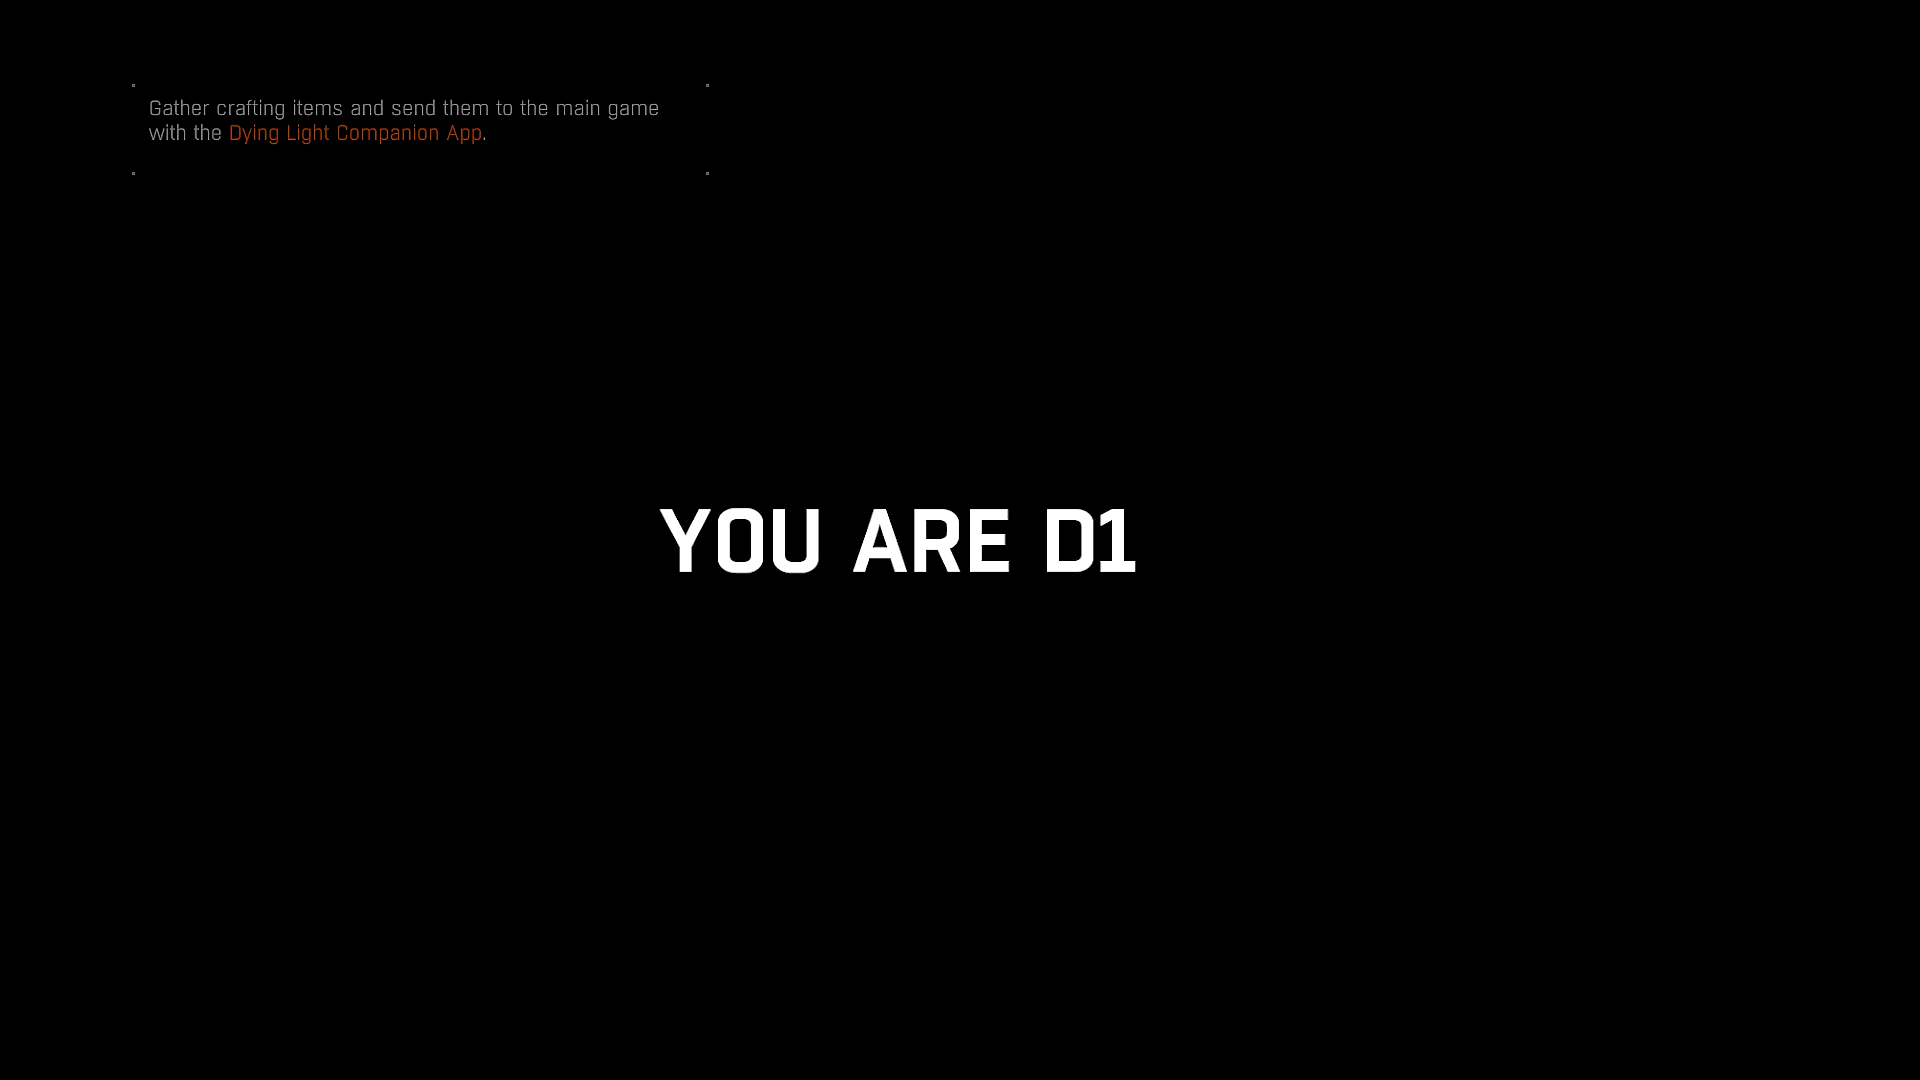 Gather crafting items and send them to the main game
with the Dying Light Companion App.
YOU ARE D1